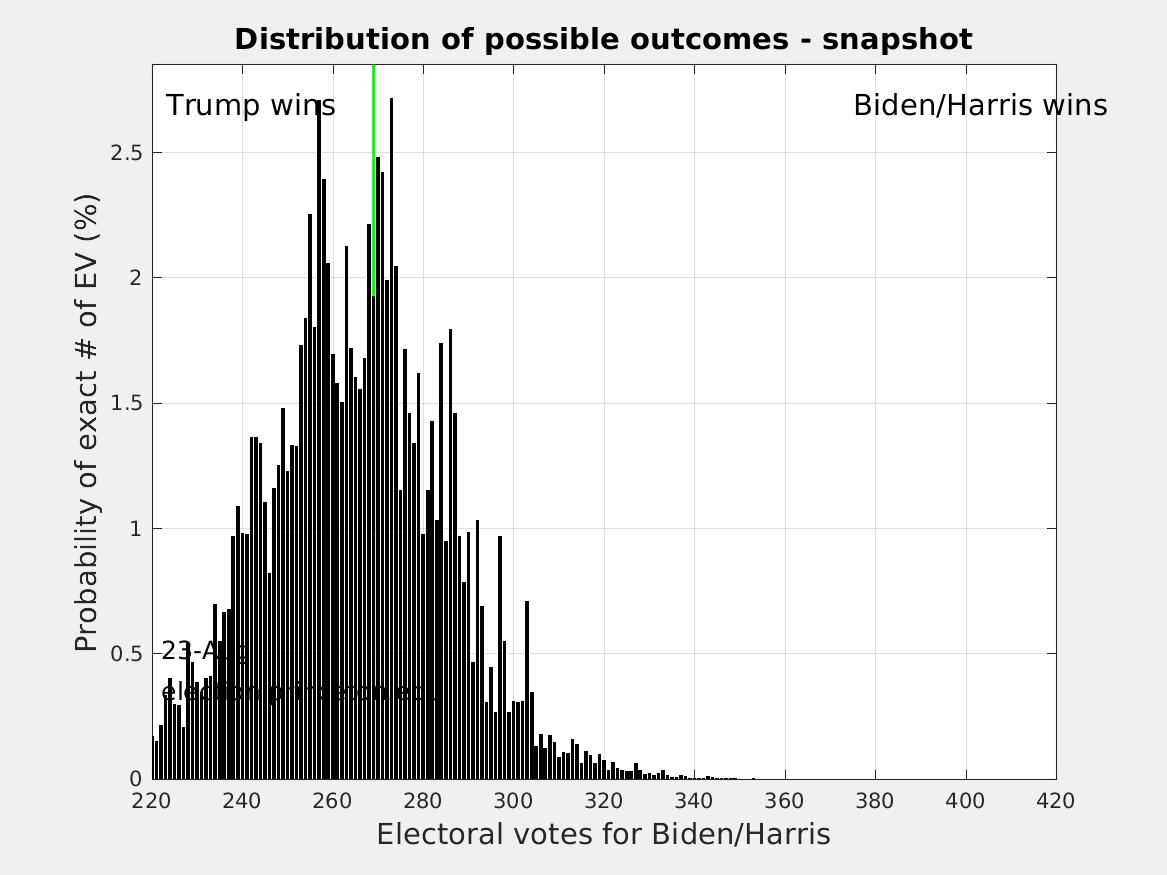 Distribution of possible outcomes - snapshot
Trump wins
Biden/Harris wins
Probability of exact # of EV (%)
2.5
2
1.5
1
0.5
0
23-Aug
220 240 260 280 300 320 340 360 380 400 420
Electoral votes for Biden/Harris